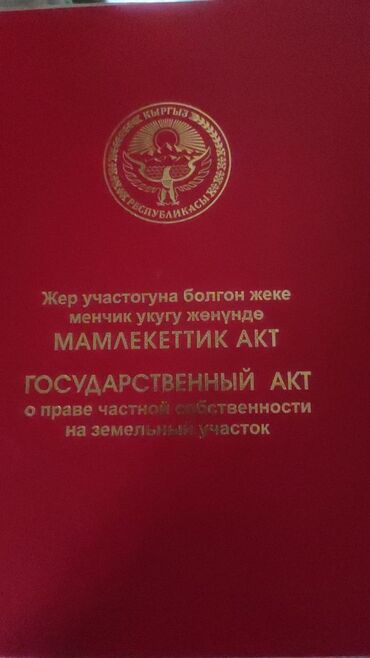 КЫРГЫЗ
РЕСПУБЛИКАСЫ
Жер участогуна болгон жеке
менчик укугу жөнүндө
МАМЛЕКЕТТИК АКТ
ГОСУДАРСТВЕННЫЙ АКТ
о праве частной собственности
на земельный участок